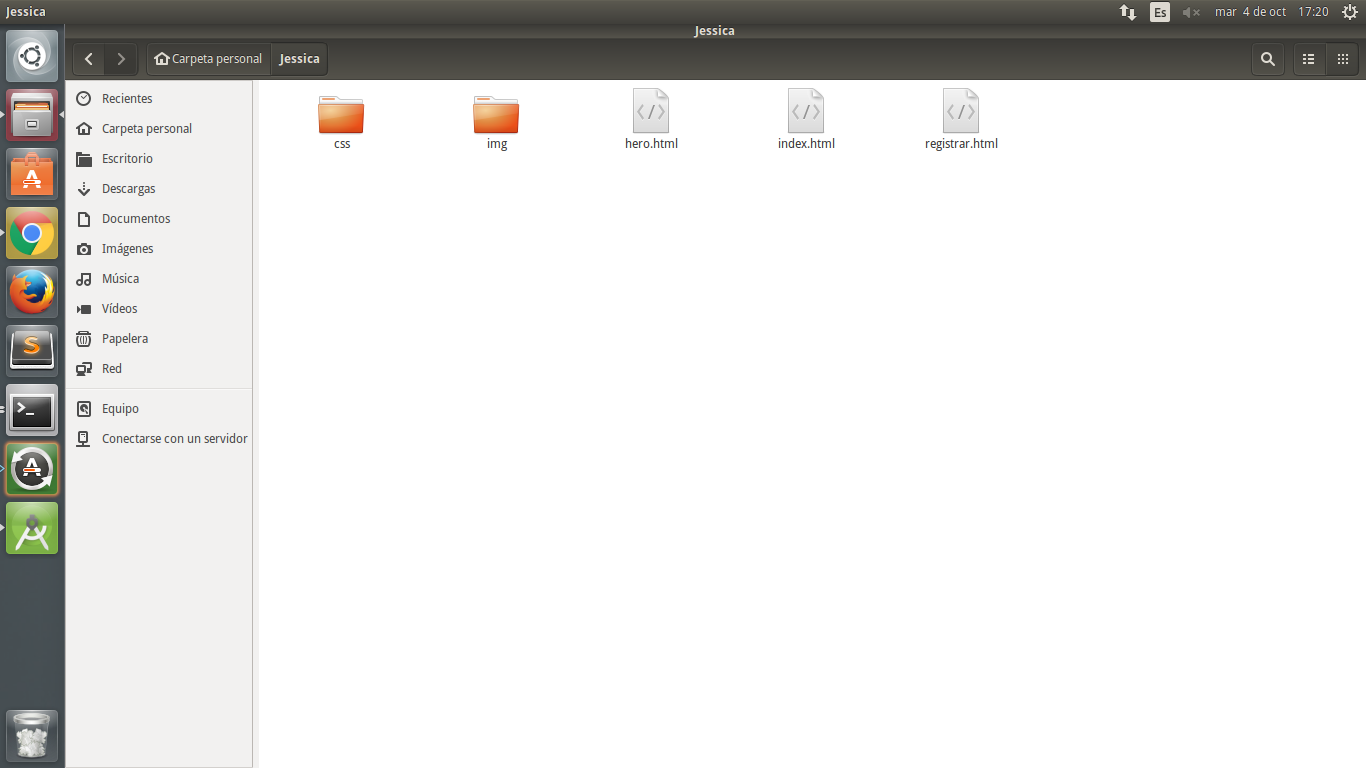 Jessica
Es
mar 4 de oct 17:20
Jessica
Carpeta personal
Jessica
Recientes
Carpeta personal
Escritorio
Descargas
Documentos
Imágenes
Música
Vídeos
Papelera
Red
Equipo
Conectarse con un servidor
css
img
hero.html
index.html
registrar.html